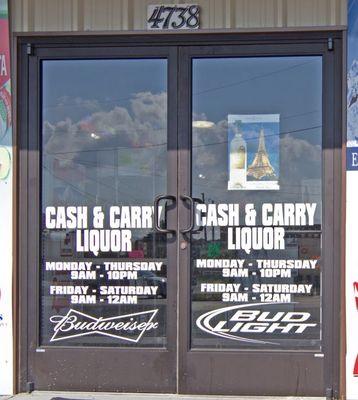 4738
CASH & CARRY
LIQUOR
MONDAY - THURSDAY
9AM - 10PM
FRIDAY - SATURDAY
9AM - 12AM
Budweiser
CASH & CARRY
LIQUOR
MONDAY - THURSDAY
9AM - 10PM
FRIDAY - SATURDAY
9AM - 12AM
BUD LIGHT